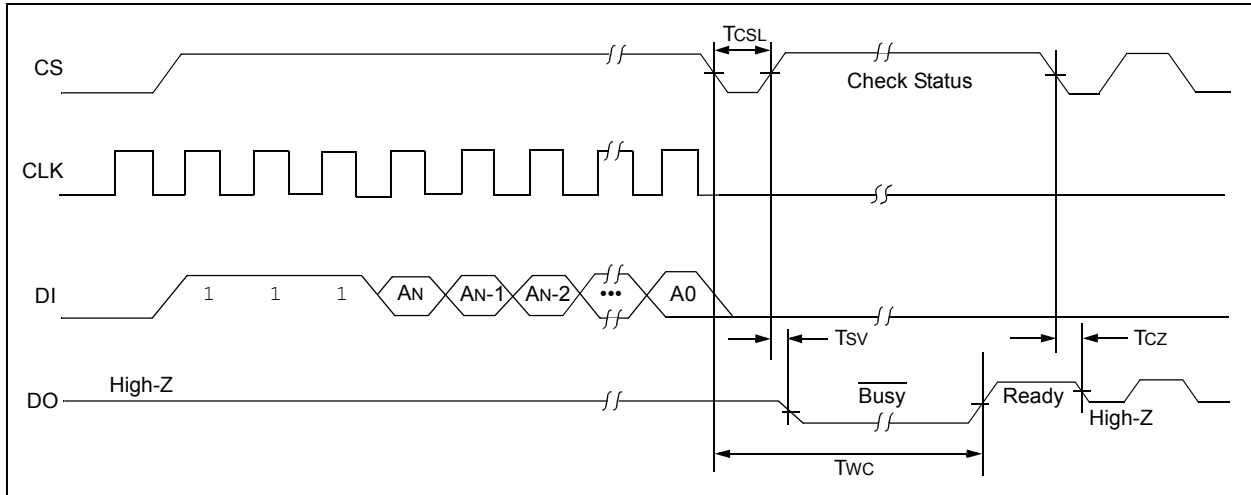 TCSL
CS
Check Status
CLK
DI
1 1 1 AN AN-1 AN-2 ••• A0
TSV
TCZ
High-Z
DO
Busy
Ready
High-Z
TWC